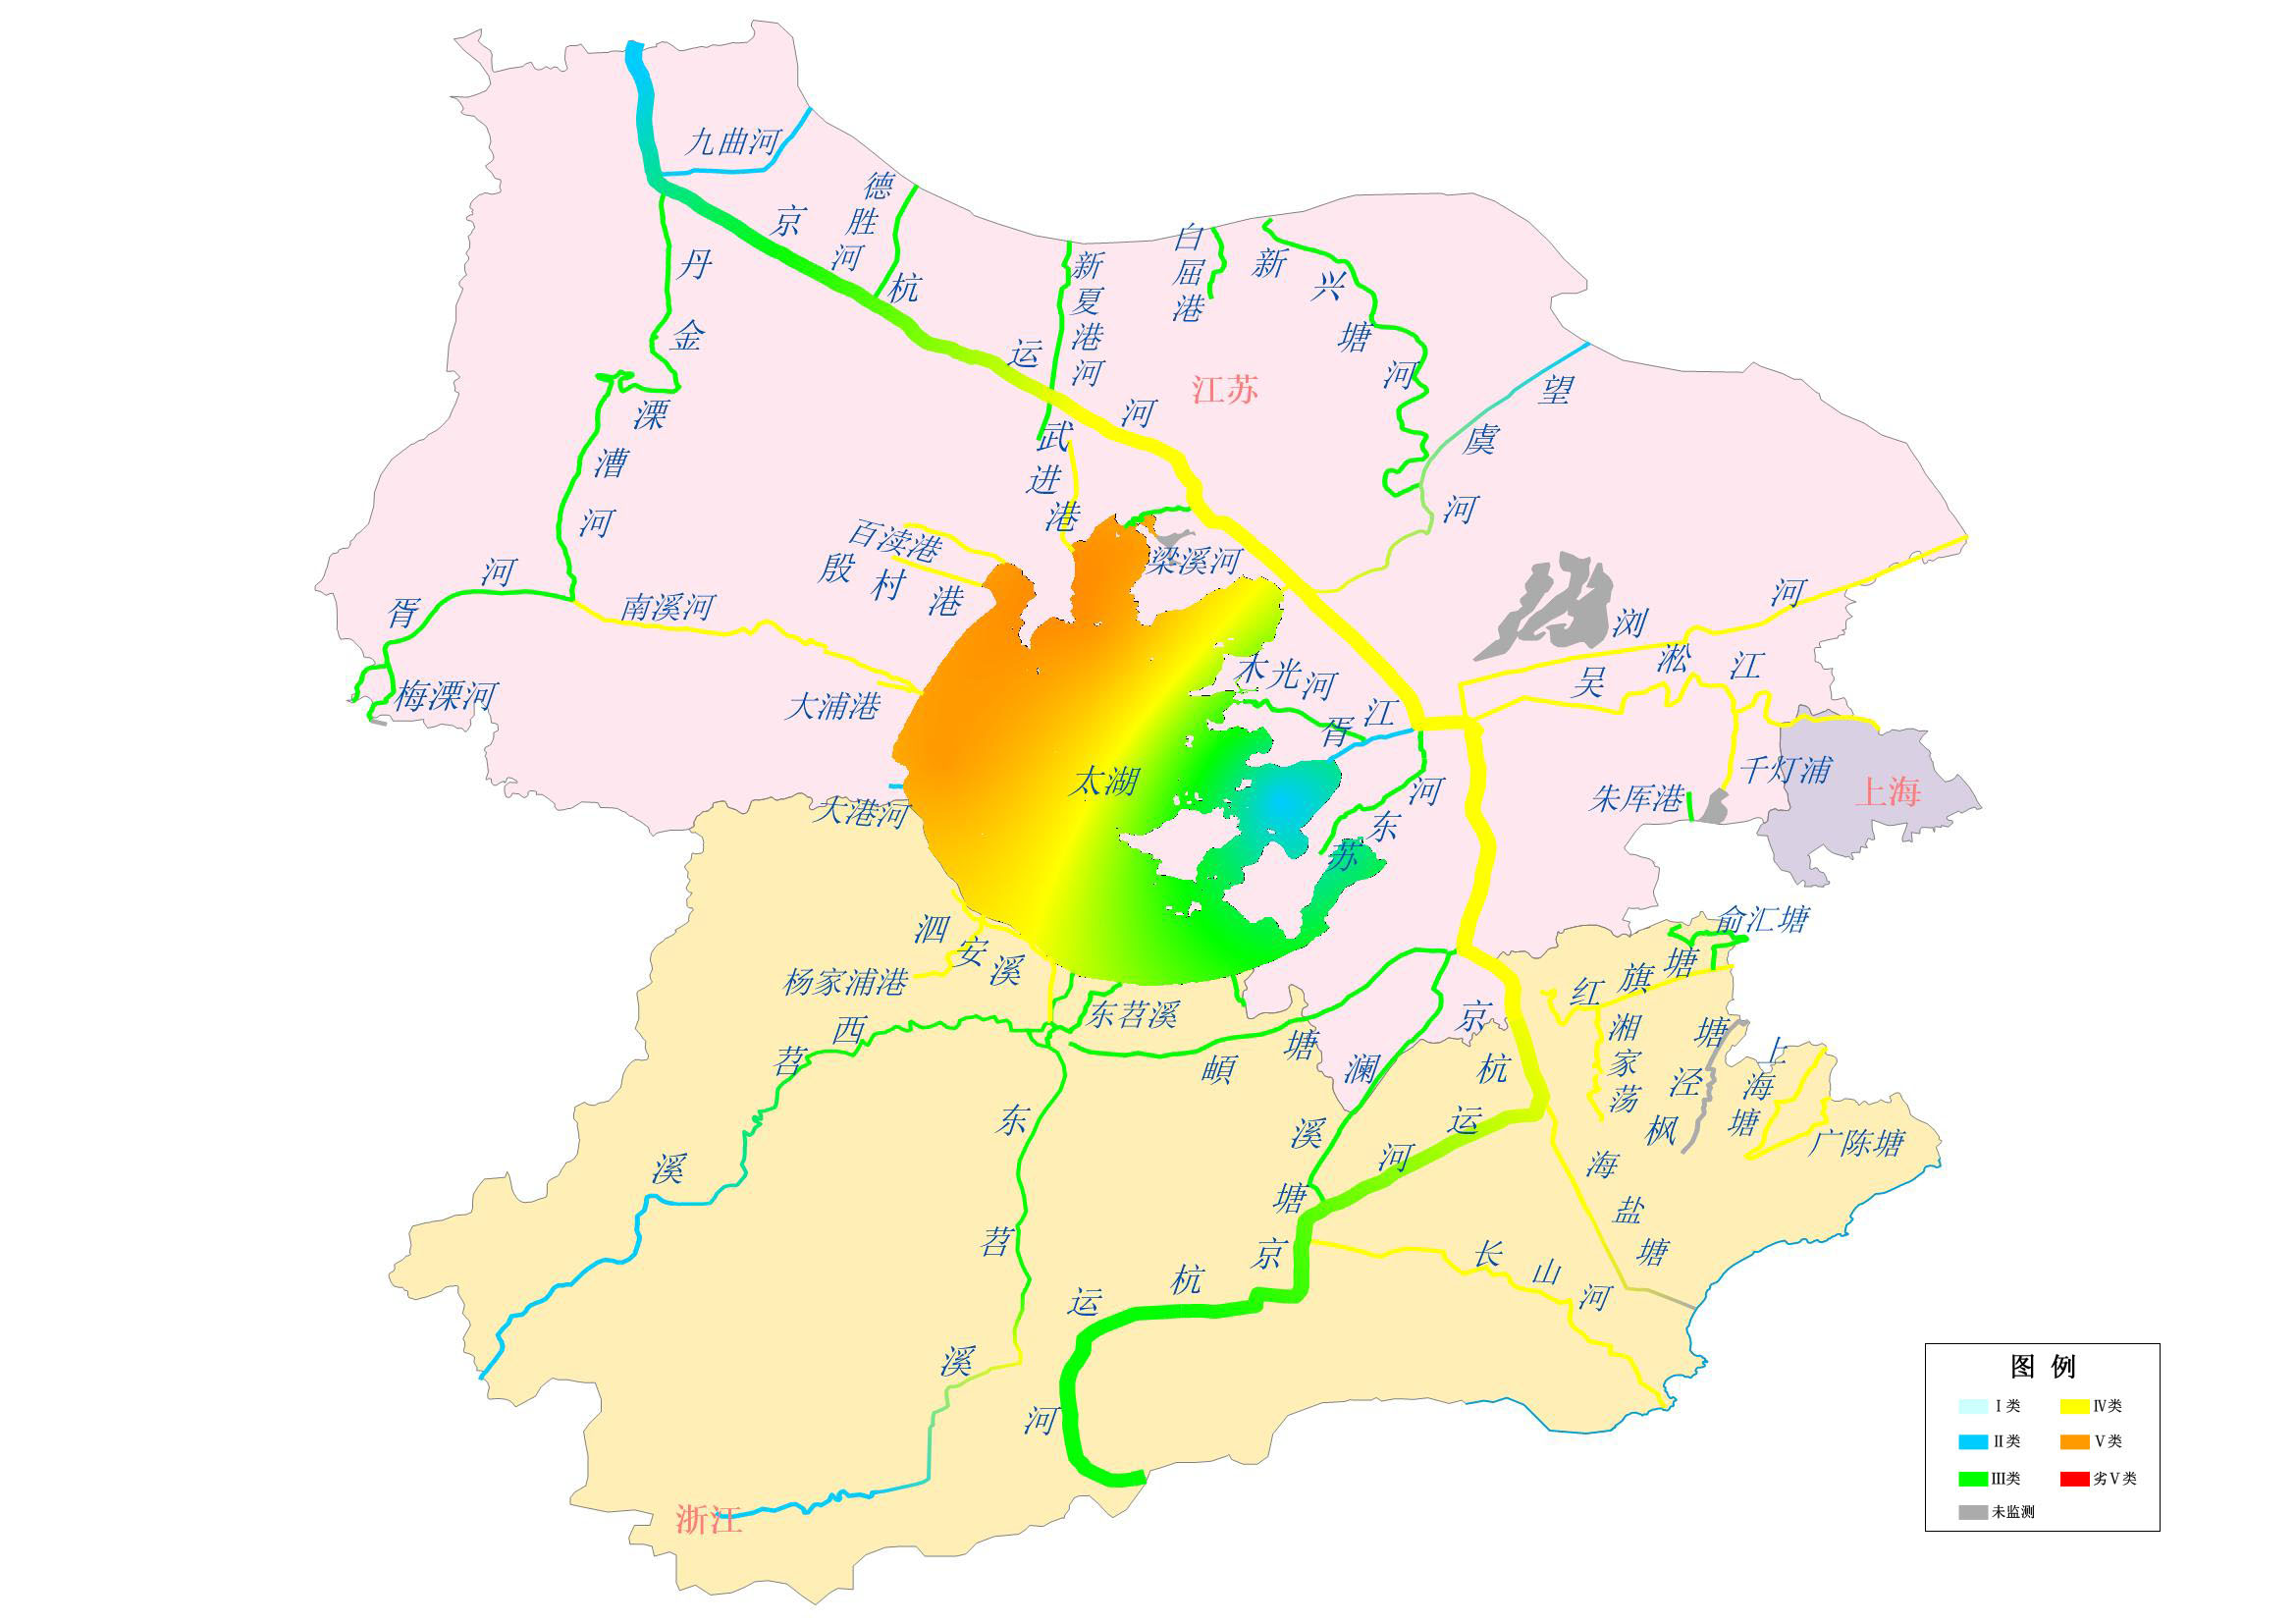 九曲河
德胜河
京杭运河
丹金溧漕河
新夏港河
白屈港
新兴塘河
江苏
望虞河
武进港
百渎港
殷村港
梁溪河
胥河
南溪河
梅溧河
大浦港
木光河
胥江
浏河
吴淞江
太湖
大港河
千灯浦
朱厍港
上海
苏东河
俞汇塘
泗安溪
杨家浦港
东苕溪
西苕溪
红旗塘
頔塘
澜溪塘
京杭运河
湘家荡
枫泾塘
上海塘
广陈塘
海盐塘
东苕溪
长山河
京杭运河
浙江
图 例
I 类
IV类
II类
V 类
III类
劣V 类
未监测